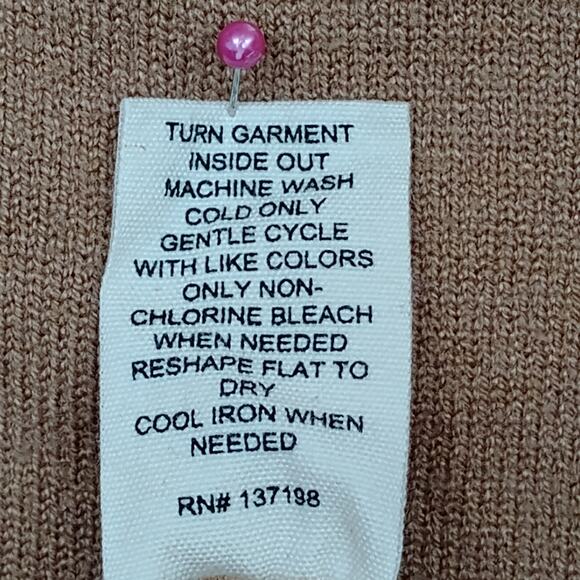 TURN GARMENT
INSIDE OUT
MACHINE WASH
COLD ONLY
GENTLE CYCLE
WITH LIKE COLORS
ONLY NON-
CHLORINE BLEACH
WHEN NEEDED
RESHAPE FLAT TO
DRY
COOL IRON WHEN
NEEDED
RN# 137198